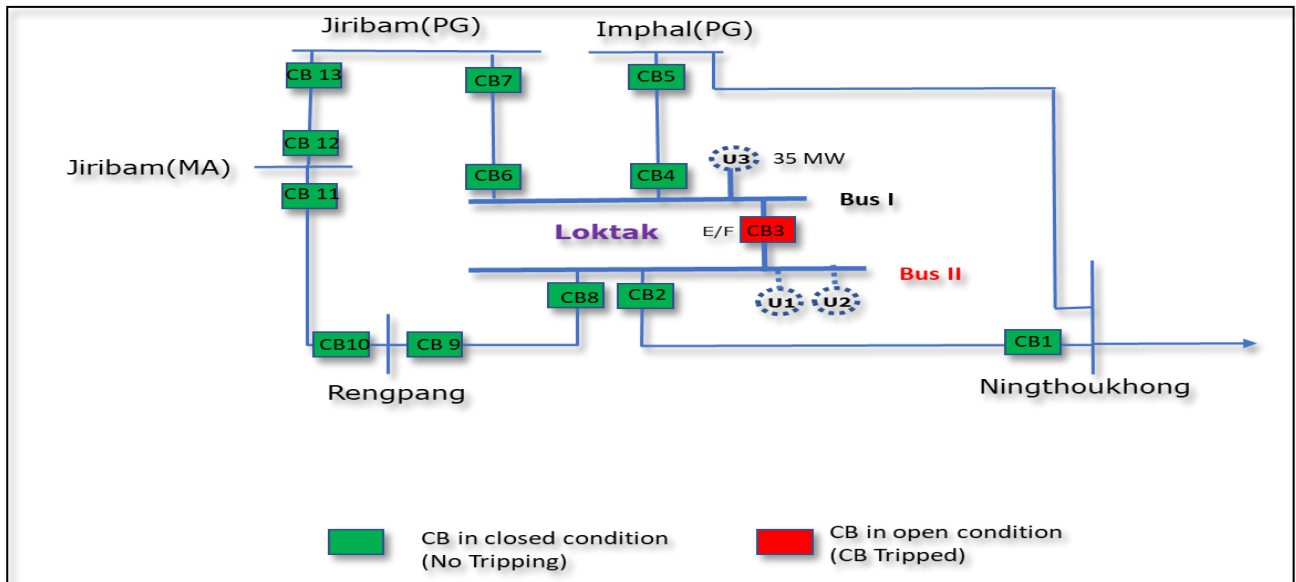 Jiribam(PG)
Imphal(PG)
CB 13
CB7
CB5
CB 12
Jiribam(MA)
CB 11
CB6
CB4
U3
35 MW
Bus I
Loktak
E/F
CB3
Bus II
CB8
CB2
U1
U2
CB10
CB 9
CB1
Rengpang
Ningthoukhong
CB in closed condition
(No Tripping)
CB in open condition
(CB Tripped)